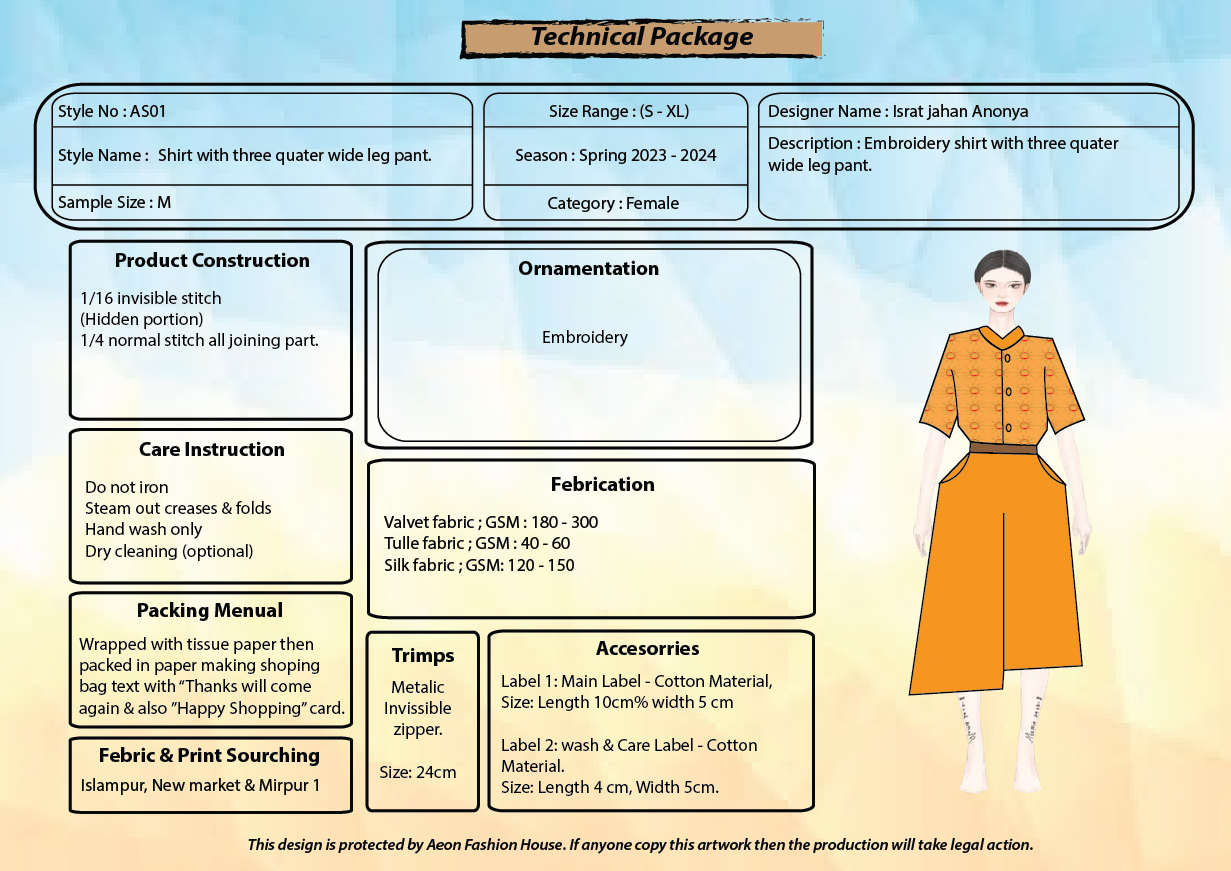 Technical Package
Style No : AS01
Style Name : Shirt with three quater wide leg pant.
Sample Size : M
Size Range : (S - XL)
Season : Spring 2023 - 2024
Category : Female
Designer Name : Israt jahan Anonya
Description : Embroidery shirt with three quater
wide leg pant.
Product Construction
1/16 invisible stitch
(Hidden portion)
1/4 normal stitch all joining part.
Care Instruction
Do not iron
Steam out creases & folds
Hand wash only
Dry cleaning (optional)
Packing Menual
Wrapped with tissue paper then
packed in paper making shoping
bag text with “Thanks will come
again & also ”Happy Shopping” card.
Febric & Print Sourching
Islampur, New market & Mirpur 1
Ornamentation
Embroidery
Febrication
Valvet fabric ; GSM : 180 - 300
Tulle fabric ; GSM : 40 - 60
Silk fabric ; GSM: 120 - 150
Trimps
Metalic
Invissible
zipper.
Size: 24cm
Accesorries
Label 1: Main Label - Cotton Material,
Size: Length 10cm% width 5 cm
Label 2: wash & Care Label - Cotton
Material.
Size: Length 4 cm, Width 5cm.
This design is protected by Aeon Fashion House. If anyone copy this artwork then the production will take legal action.